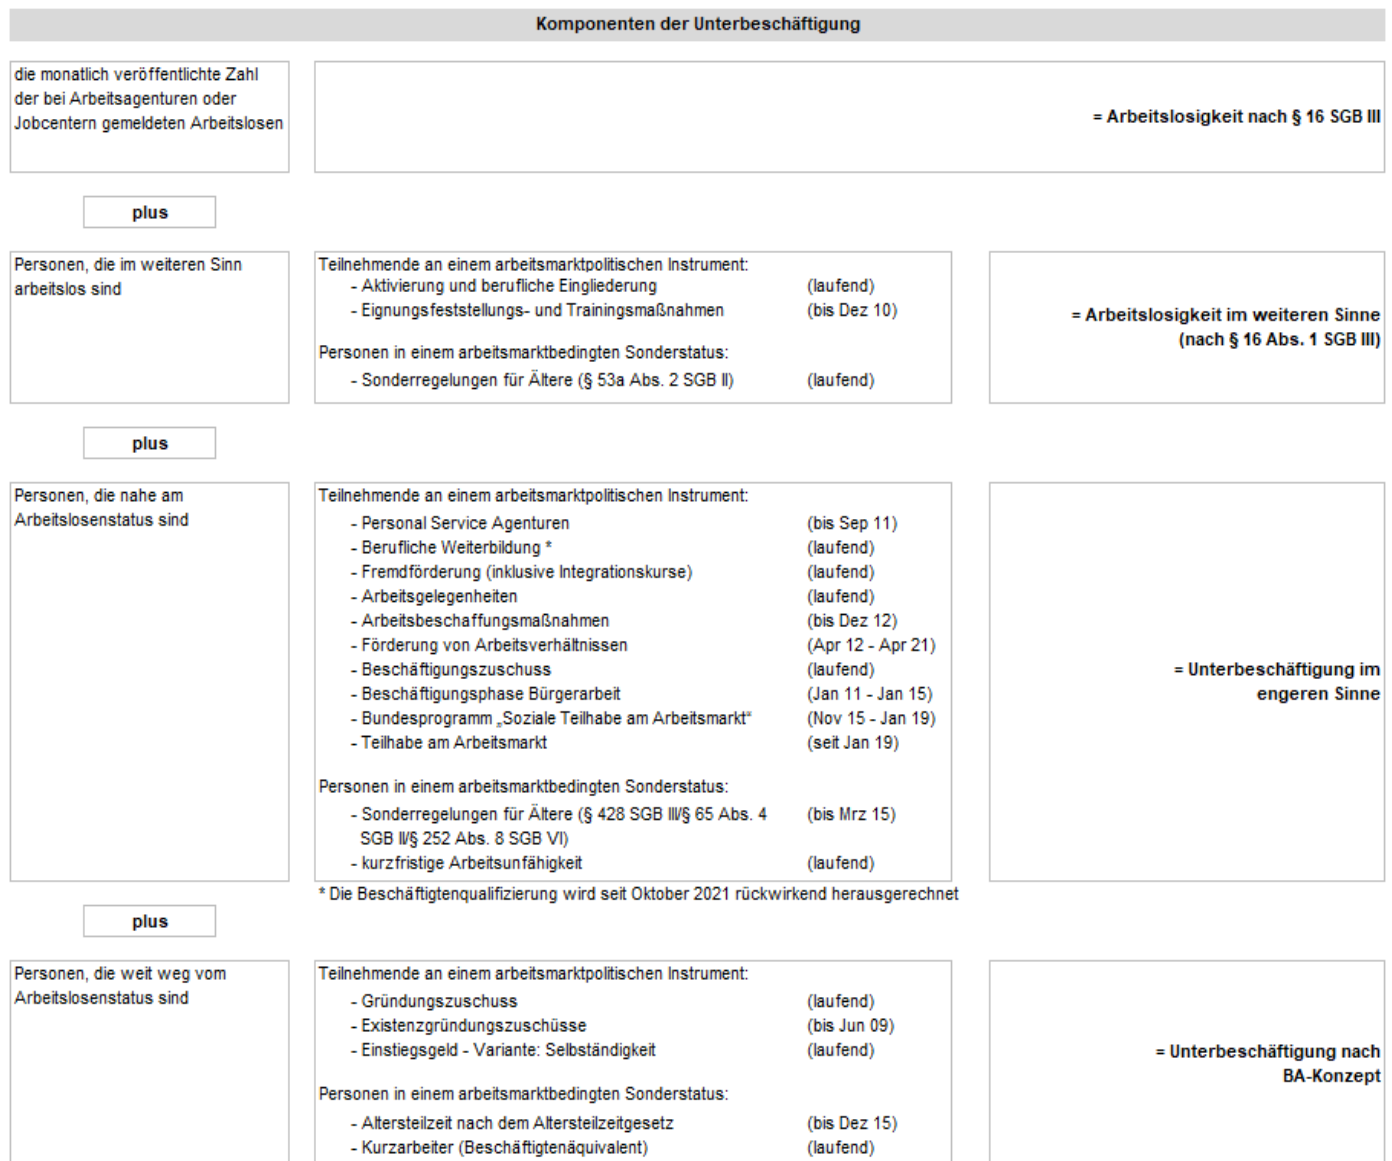 Komponenten der Unterbeschäftigung
die monatlich veröffentlichte Zahl
der bei Arbeitsagenturen oder
Jobcentern gemeldeten Arbeitslosen
= Arbeitslosigkeit nach § 16 SGB III
plus
Personen, die im weiteren Sinn
arbeitslos sind
Teilnehmende an einem arbeitsmarktpolitischen Instrument:
- Aktivierung und berufliche Eingliederung (laufend)
- Eignungsfeststellungs- und Trainingsmaßnahmen (bis Dez 10)
Personen in einem arbeitsmarktbedingten Sonderstatus:
- Sonderregelungen für Ältere (§ 53a Abs. 2 SGB II) (laufend)
= Arbeitslosigkeit im weiteren Sinne
(nach § 16 Abs. 1 SGB III)
plus
Personen, die nahe am
Arbeitslosenstatus sind
Teilnehmende an einem arbeitsmarktpolitischen Instrument:
- Personal Service Agenturen (bis Sep 11)
- Berufliche Weiterbildung * (laufend)
- Fremdförderung (inklusive Integrationskurse) (laufend)
- Arbeitsgelegenheiten (laufend)
- Arbeitsbeschaffungsmaßnahmen (bis Dez 12)
- Förderung von Arbeitsverhältnissen (Apr 12 - Apr 21)
- Beschäftigungszuschuss (laufend)
- Beschäftigungsphase Bürgerarbeit (Jan 11 - Jan 15)
- Bundesprogramm „Soziale Teilhabe am Arbeitsmarkt“ (Nov 15 - Jan 19)
- Teilhabe am Arbeitsmarkt (seit Jan 19)
Personen in einem arbeitsmarktbedingten Sonderstatus:
- Sonderregelungen für Ältere (§ 428 SGB III/§ 65 Abs. 4 (bis Mrz 15)
SGB II/§ 252 Abs. 8 SGB VI)
- kurzfristige Arbeitsunfähigkeit (laufend)
= Unterbeschäftigung im
engeren Sinne
* Die Beschäftigtenqualifizierung wird seit Oktober 2021 rückwirkend herausgerechnet
plus
Personen, die weit weg vom
Arbeitslosenstatus sind
Teilnehmende an einem arbeitsmarktpolitischen Instrument:
- Gründungszuschuss (laufend)
- Existenzgründungszuschüsse (bis Jun 09)
- Einstiegsgeld - Variante: Selbständigkeit (laufend)
Personen in einem arbeitsmarktbedingten Sonderstatus:
- Altersteilzeit nach dem Altersteilzeitgesetz (bis Dez 15)
- Kurzarbeiter (Beschäftigtenäquivalent) (laufend)
= Unterbeschäftigung nach
BA-Konzept